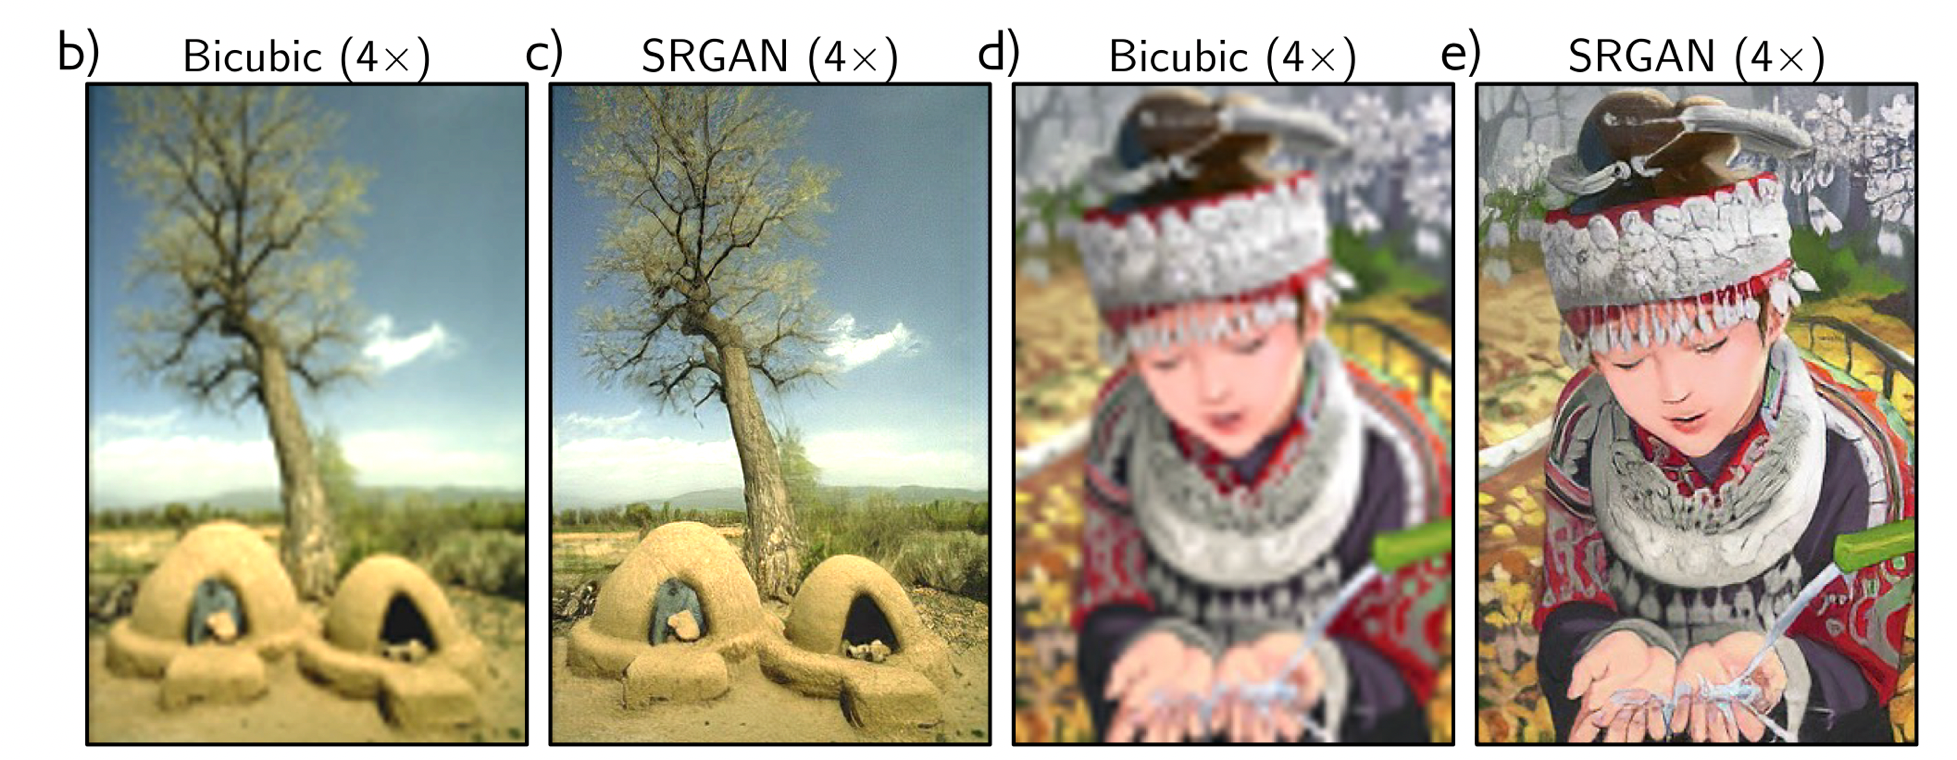 b) Bicubic (4×) c) SRGAN (4×) d) Bicubic (4×) e) SRGAN (4×)